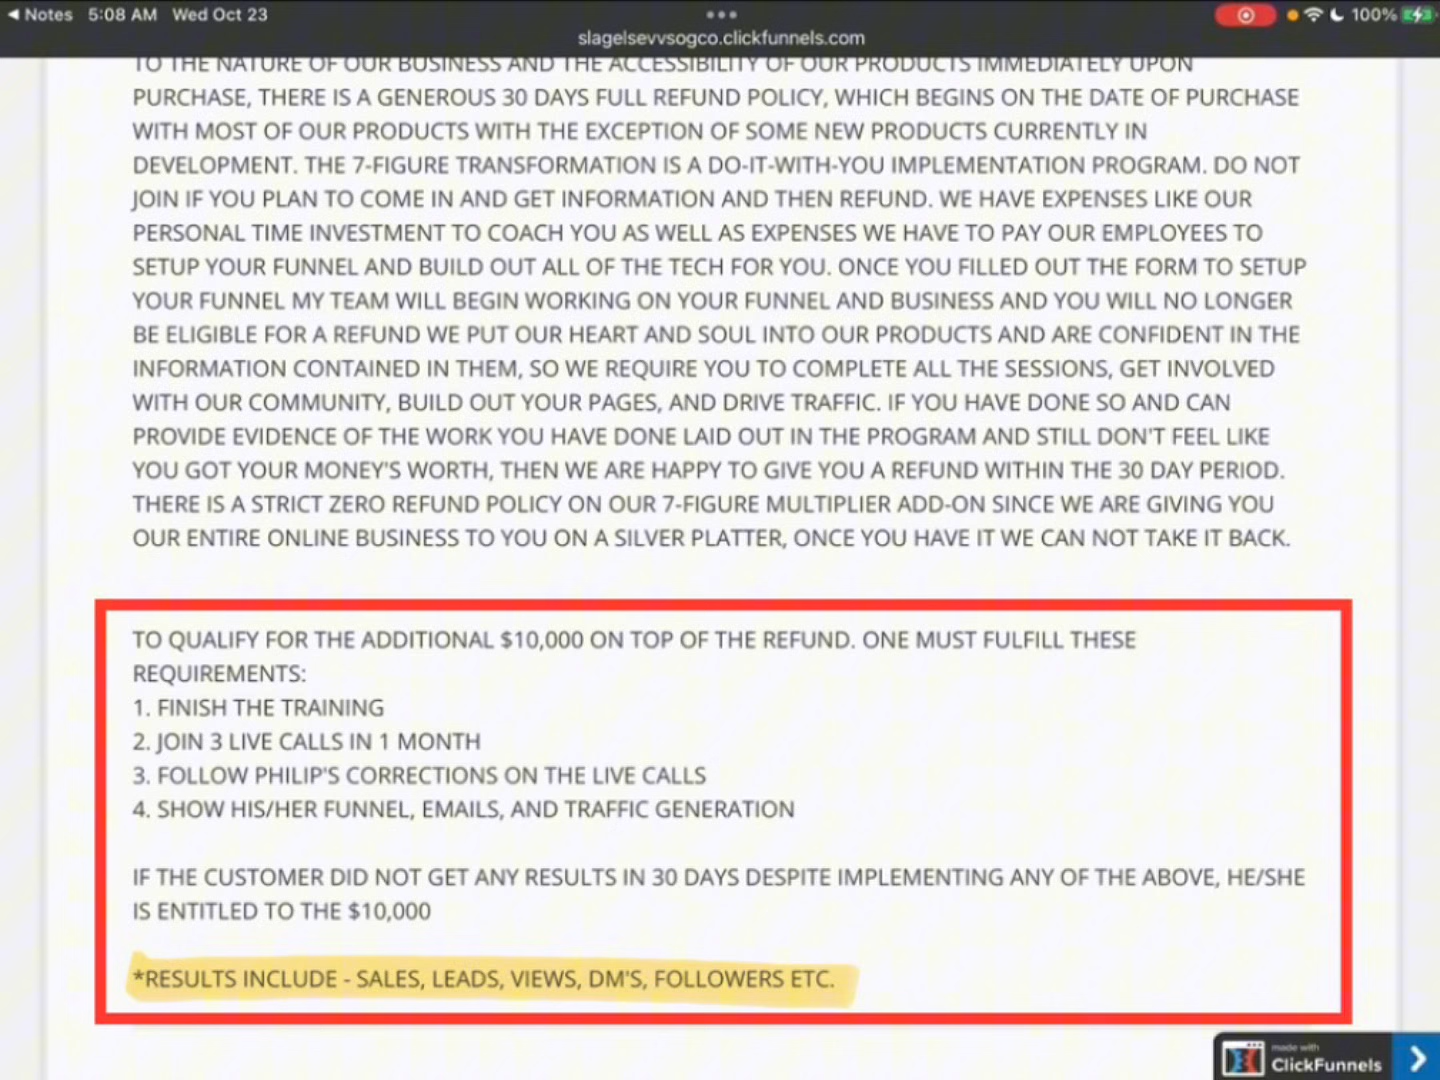 Notes 5:08 AM Wed Oct 23
100%
slagelsevvsogco.clickfunnels.com
TO THE NATURE OF OUR BUSINESS AND THE ACCESSIBILITY OF OUR PRODUCTS IMMEDIATELY UPON
PURCHASE, THERE IS A GENEROUS 30 DAYS FULL REFUND POLICY, WHICH BEGINS ON THE DATE OF PURCHASE
WITH MOST OF OUR PRODUCTS WITH THE EXCEPTION OF SOME NEW PRODUCTS CURRENTLY IN
DEVELOPMENT. THE 7-FIGURE TRANSFORMATION IS A DO-IT-WITH-YOU IMPLEMENTATION PROGRAM. DO NOT
JOIN IF YOU PLAN TO COME IN AND GET INFORMATION AND THEN REFUND. WE HAVE EXPENSES LIKE OUR
PERSONAL TIME INVESTMENT TO COACH YOU AS WELL AS EXPENSES WE HAVE TO PAY OUR EMPLOYEES TO
SETUP YOUR FUNNEL AND BUILD OUT ALL OF THE TECH FOR YOU. ONCE YOU FILLED OUT THE FORM TO SETUP
YOUR FUNNEL MY TEAM WILL BEGIN WORKING ON YOUR FUNNEL AND BUSINESS AND YOU WILL NO LONGER
BE ELIGIBLE FOR A REFUND WE PUT OUR HEART AND SOUL INTO OUR PRODUCTS AND ARE CONFIDENT IN THE
INFORMATION CONTAINED IN THEM, SO WE REQUIRE YOU TO COMPLETE ALL THE SESSIONS, GET INVOLVED
WITH OUR COMMUNITY, BUILD OUT YOUR PAGES, AND DRIVE TRAFFIC. IF YOU HAVE DONE SO AND CAN
PROVIDE EVIDENCE OF THE WORK YOU HAVE DONE LAID OUT IN THE PROGRAM AND STILL DON'T FEEL LIKE
YOU GOT YOUR MONEY'S WORTH, THEN WE ARE HAPPY TO GIVE YOU A REFUND WITHIN THE 30 DAY PERIOD.
THERE IS A STRICT ZERO REFUND POLICY ON OUR 7-FIGURE MULTIPLIER ADD-ON SINCE WE ARE GIVING YOU
OUR ENTIRE ONLINE BUSINESS TO YOU ON A SILVER PLATTER, ONCE YOU HAVE IT WE CAN NOT TAKE IT BACK.
TO QUALIFY FOR THE ADDITIONAL $10,000 ON TOP OF THE REFUND. ONE MUST FULFILL THESE
REQUIREMENTS:
1. FINISH THE TRAINING
2. JOIN 3 LIVE CALLS IN 1 MONTH
3. FOLLOW PHILIP'S CORRECTIONS ON THE LIVE CALLS
4. SHOW HIS/HER FUNNEL, EMAILS, AND TRAFFIC GENERATION
IF THE CUSTOMER DID NOT GET ANY RESULTS IN 30 DAYS DESPITE IMPLEMENTING ANY OF THE ABOVE, HE/SHE
IS ENTITLED TO THE $10,000
*RESULTS INCLUDE - SALES, LEADS, VIEWS, DM'S, FOLLOWERS ETC.
made with
ClickFunnels